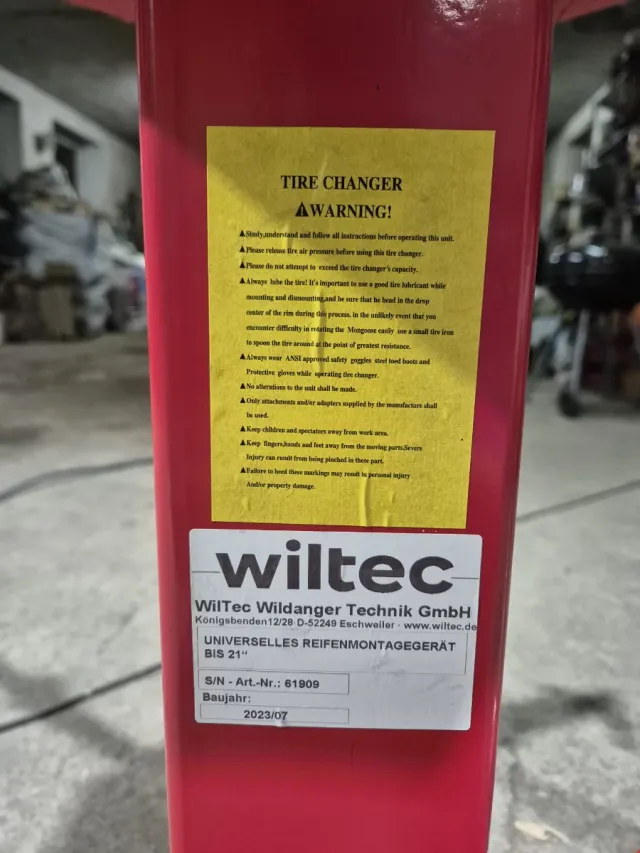 TIRE CHANGER
⚠WARNING!
▲Study,understand and follow all instructions before operating this unit.
▲Please release tire air pressure before using this tire changer.
▲Please do not attempt to exceed the tire changer's capacity.
▲Always lube the tire! It's important to use a good tire lubricant while
mounting and dismounting,and be sure that he bead in the drop
center of the rim during this process. in the unlikely event that you
encounter difficulty in rotating the Mongoose easily use a small tire iron
to spoon the tire around at the point of greatest resistance.
▲Always wear ANSI approved safety goggles steel toed boots and
Protective gloves while operating tire changer.
▲No alterations to the unit shall be made.
▲Only attachments and/or adapters supplied by the manufacture shall
be used.
▲Keep children and spectators away from work area.
▲Keep fingers,hands and feet away from the moving parts.Severe
Injury can result from being pinched in these part.
▲Failure to heed these markings may result in personal injury
And/or property damage.
wiltec
WilTec Wildanger Technik GmbH
Königsbenden12/28 D-52249 Eschweiler · www.wiltec.de
UNIVERSELLES REIFENMONTAGEGERÄT
BIS 21"
S/N - Art.-Nr.: 61909
Baujahr:
2023/07